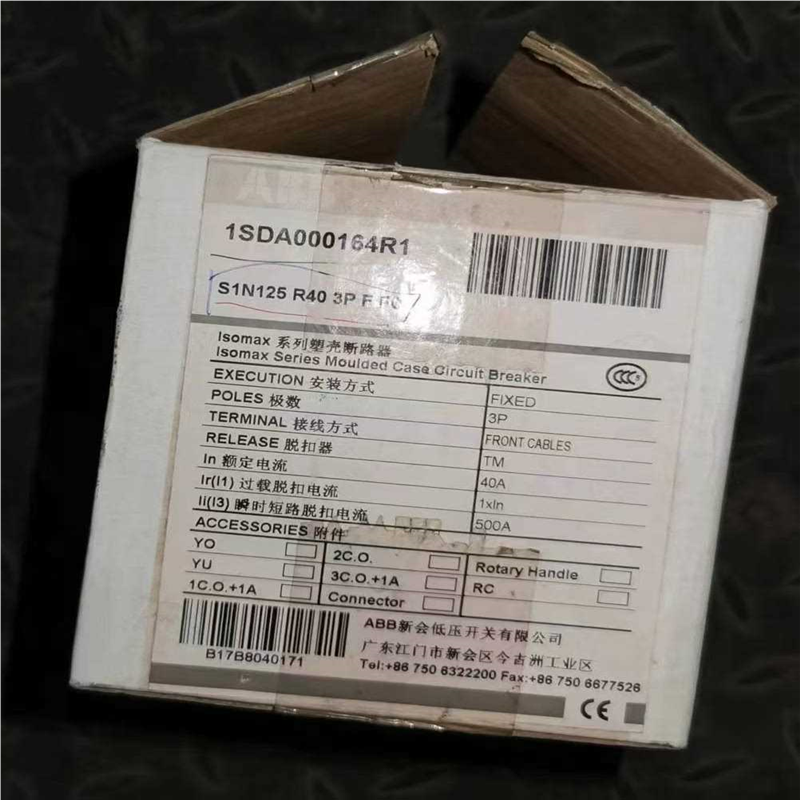 1SDA000164R1
S1N125 R40 3P F
Isomax 系列塑壳断路器
Isomax Series Moulded Case Circuit Breaker
CCC
EXECUTION 安装方式 FIXED
POLES 极数 3P
TERMINAL 接线方式 FRONT CABLES
RELEASE 脱扣器 TM
In 额定电流 40A
Ir(I1) 过载脱扣电流 1xIn
Ii(I3) 瞬时短路脱扣电流 500A
ACCESSORIES 附件
YO 2C.O. Rotary Handle
YU 3C.O.+1A RC
1C.O.+1A Connector
B17B8040171
ABB新会低压开关有限公司
广东江门市新会区今古洲工业区
Tel:+86 750 6322200 Fax:+86 750 6677526
CE